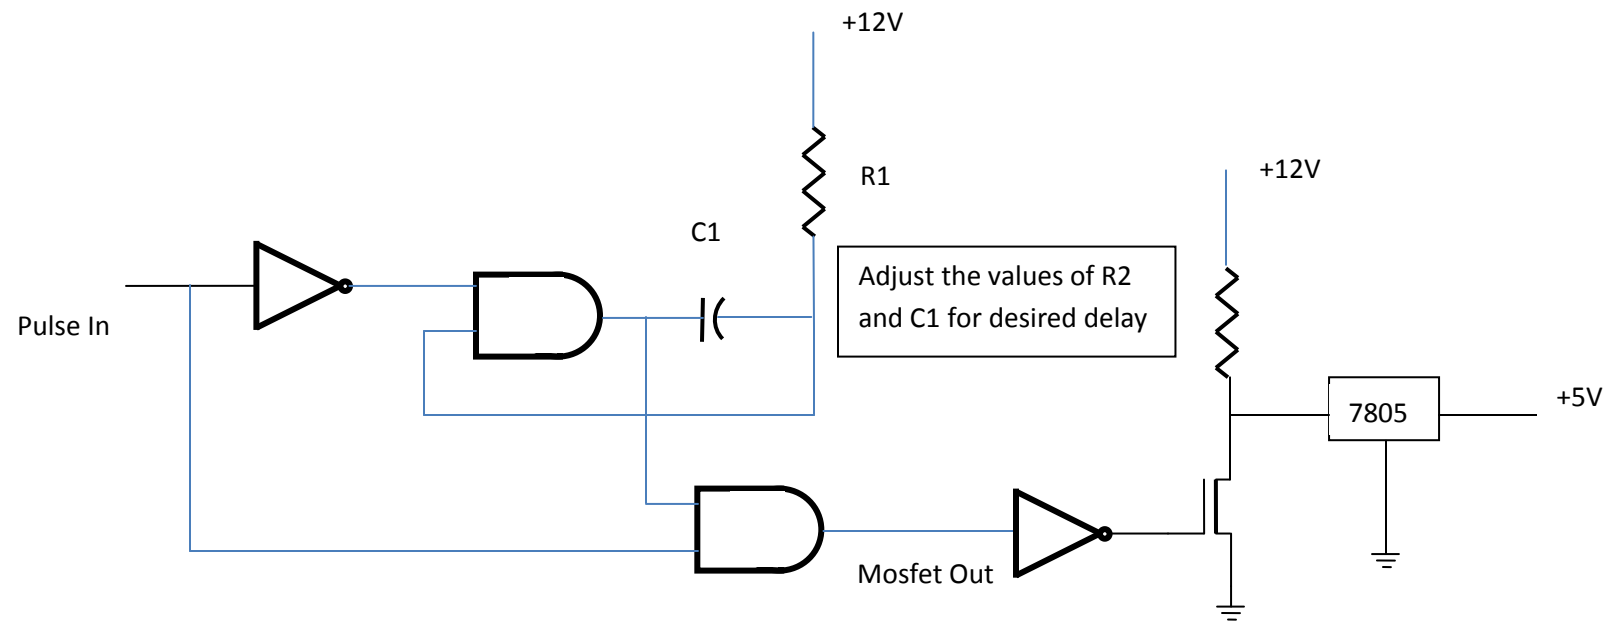 +12V
+12V
R1
C1
Adjust the values of R2
and C1 for desired delay
Pulse In
7805
+5V
Mosfet Out